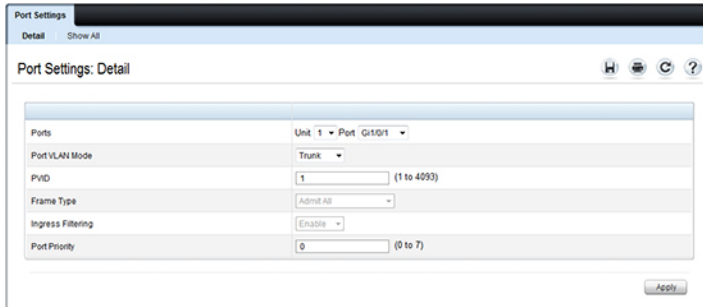 Port Settings
Detail Show All
Port Settings: Detail
Ports Unit 1 Port Gi1/0/1
Port VLAN Mode Trunk
PVID 1 (1 to 4093)
Frame Type Admit All
Ingress Filtering Enable
Port Priority 0 (0 to 7)
Apply